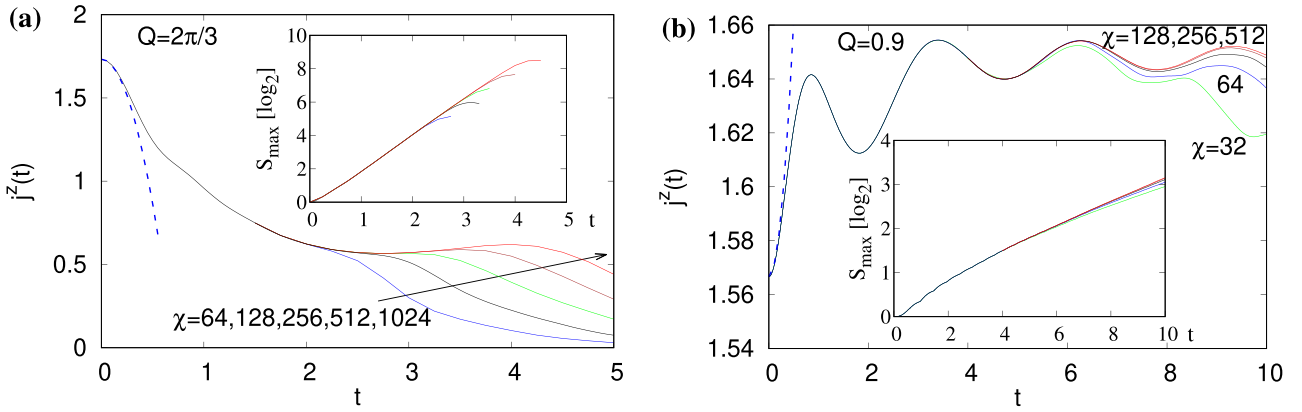 (a)
Q=2π/3
j^z(t)
2
1.5
1
0.5
0
0 1 2 3 4 5
t
χ=64,128,256,512,1024
S_max [log_2]
10
8
6
4
2
0
0 1 2 3 4 5 t
(b)
Q=0.9
j^z(t)
1.66
1.64
1.62
1.6
1.58
1.56
1.54
0 2 4 6 8 10
t
χ=128,256,512
64
χ=32
S_max [log_2]
4
3
2
1
0
0 2 4 6 8 10 t